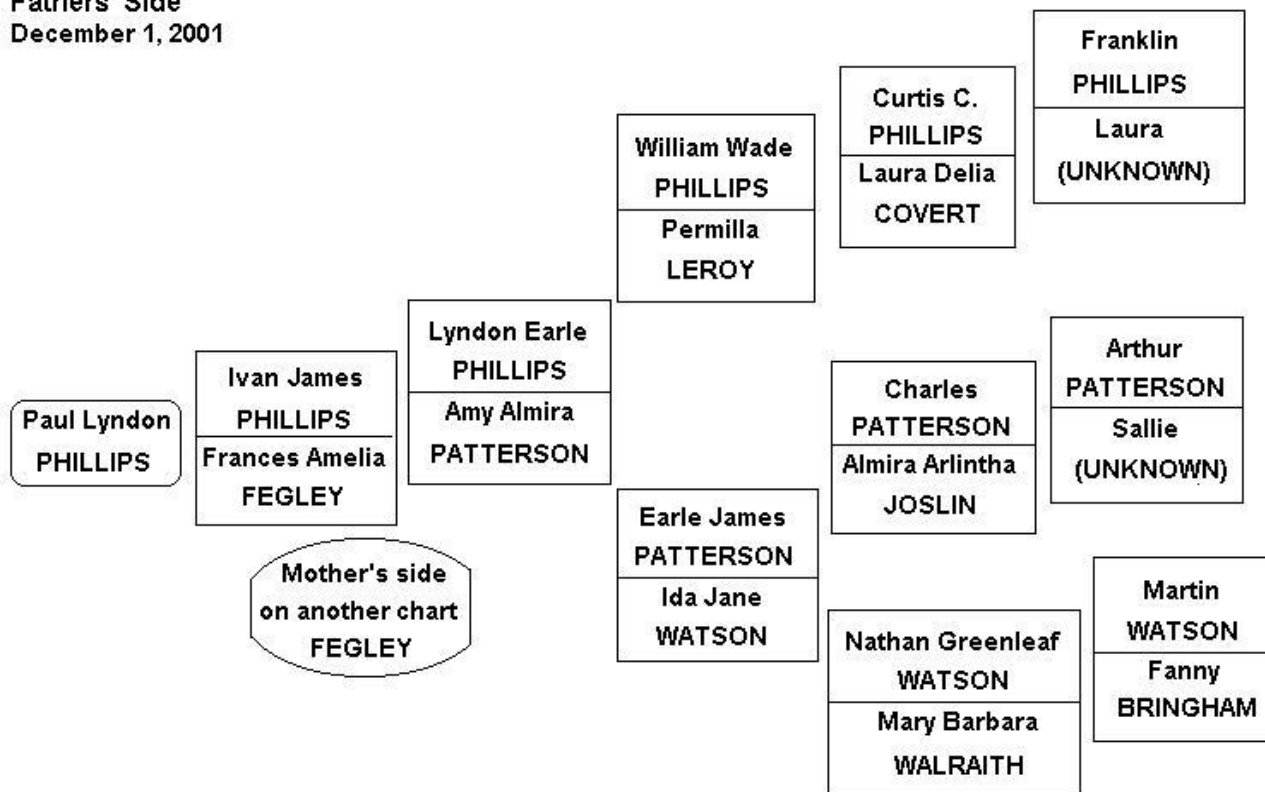 Fathers' Side
December 1, 2001
Paul Lyndon
PHILLIPS
Ivan James
PHILLIPS
Frances Amelia
FEGLEY
Mother's side
on another chart
FEGLEY
Lyndon Earle
PHILLIPS
Amy Almira
PATTERSON
William Wade
PHILLIPS
Permilla
LEROY
Earle James
PATTERSON
Ida Jane
WATSON
Curtis C.
PHILLIPS
Laura Delia
COVERT
Charles
PATTERSON
Almira Arlintha
JOSLIN
Nathan Greenleaf
WATSON
Mary Barbara
WALRAITH
Franklin
PHILLIPS
Laura
(UNKNOWN)
Arthur
PATTERSON
Sallie
(UNKNOWN)
Martin
WATSON
Fanny
BRINGHAM